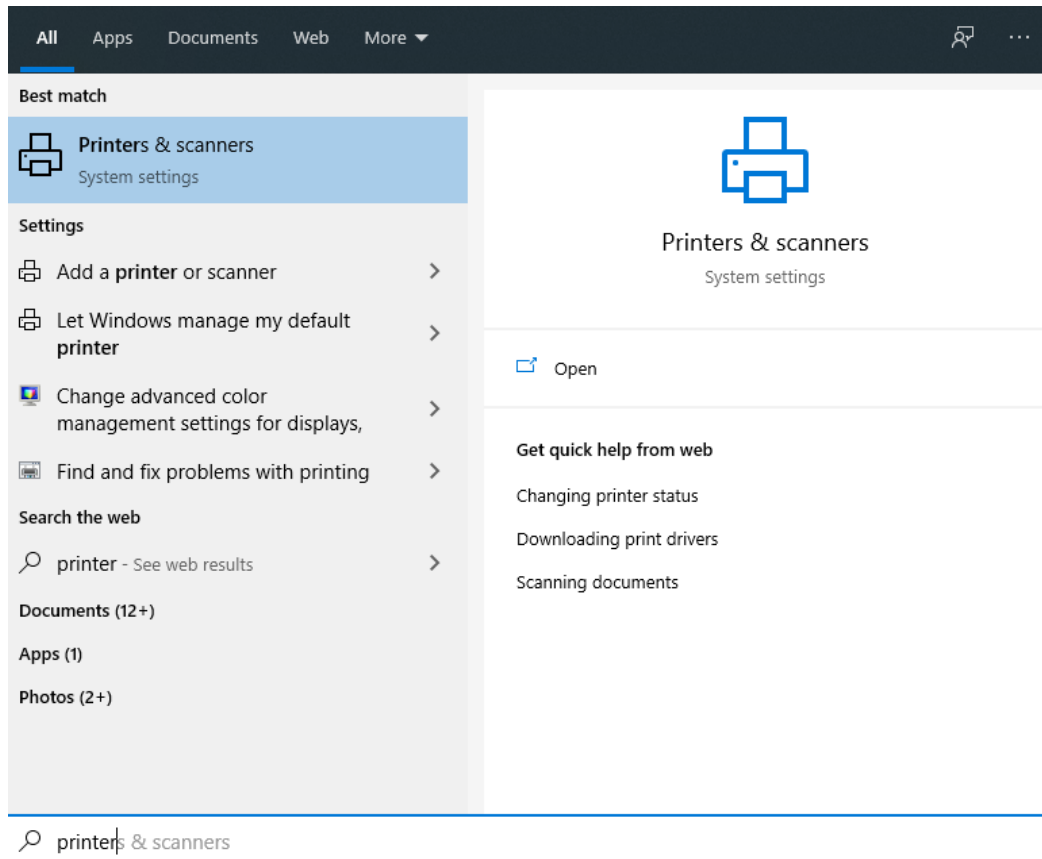 All Apps Documents Web More
Best match
Printers & scanners
System settings
Settings
Add a printer or scanner
Let Windows manage my default
printer
Change advanced color
management settings for displays,
Find and fix problems with printing
Search the web
printer - See web results
Documents (12+)
Apps (1)
Photos (2+)
Printers & scanners
System settings
Open
Get quick help from web
Changing printer status
Downloading print drivers
Scanning documents
printers & scanners